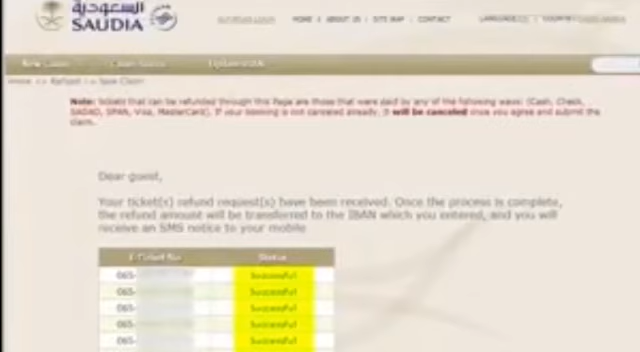 السعودية
SAUDIA
HOME | ABOUT US | SITE MAP | CONTACT
Note: tickets that can be refunded through this Page are those that were paid by any of the following ways: (Cash, Check,
SADAD, SPAN, Visa, MasterCard). If your booking is not canceled already, it will be canceled once you agree and submit the
claim.
Dear guest,
Your ticket(s) refund request(s) have been received. Once the process is complete,
the refund amount will be transferred to the IBAN which you entered, and you will
receive an SMS notice to your mobile
E-Ticket No Status
065- Successful
065- Successful
065- Successful
065- Successful
065- Successful